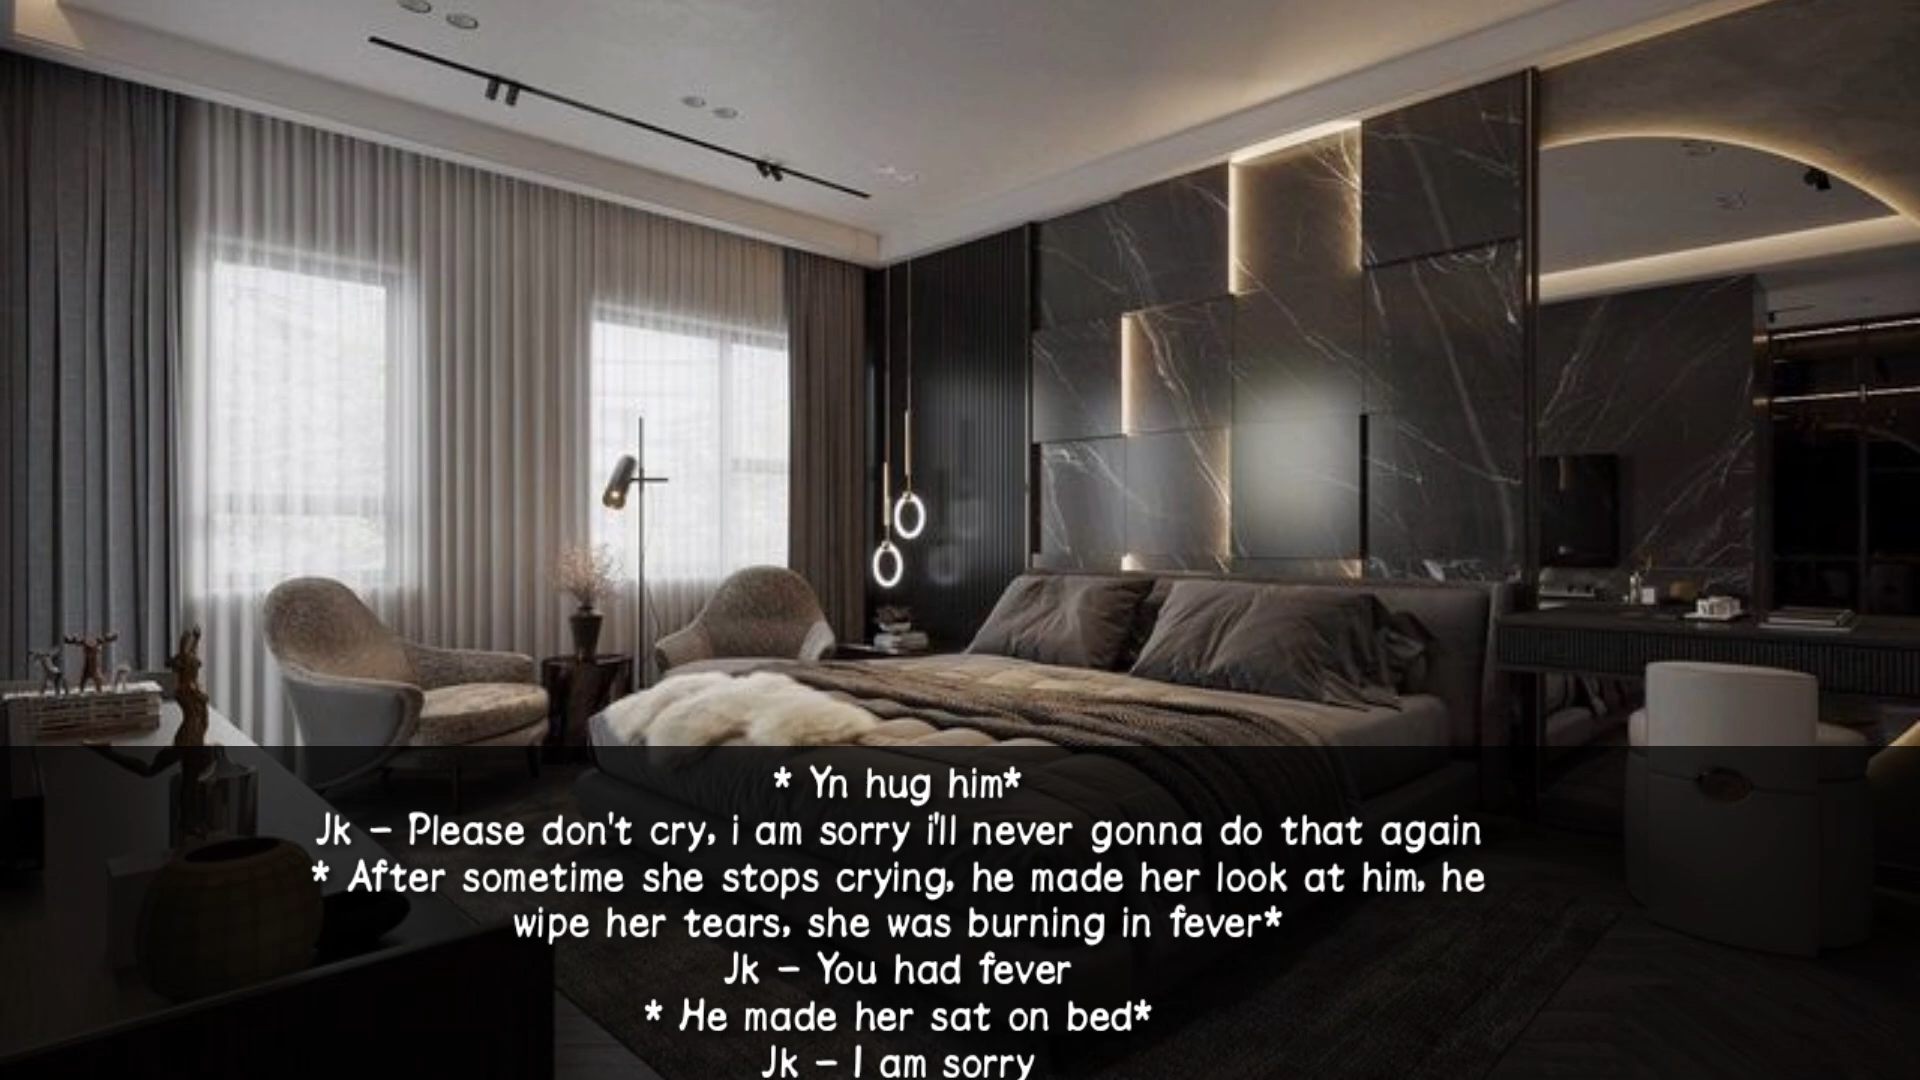 * Yn hug him*
Jk - Please don't cry, i am sorry i'll never gonna do that again
* After sometime she stops crying, he made her look at him, he
wipe her tears, she was burning in fever*
Jk - You had fever
* He made her sat on bed*
Jk - I am sorry